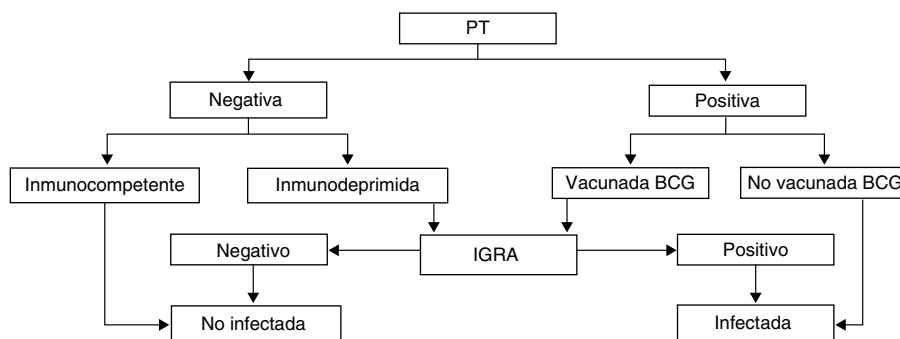 PT
Negativa
Positiva
Inmunocompetente
Inmunodeprimida
Vacunada BCG
No vacunada BCG
Negativo
IGRA
Positivo
No infectada
Infectada